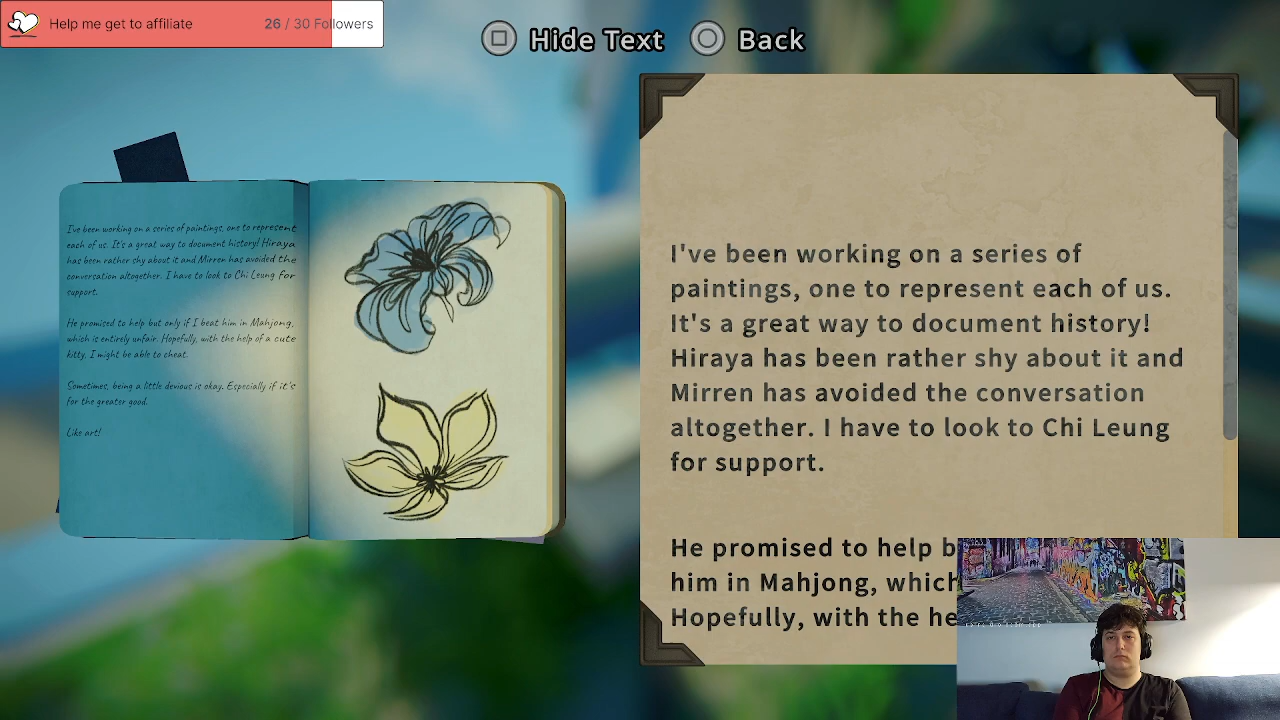 Help me get to affiliate
26 / 30 Followers
Hide Text
Back
I've been working on a series of paintings, one to represent
each of us. It's a great way to document history! Hiraya
has been rather shy about it and Mirren has avoided the
conversation altogether. I have to look to Chi Leung for
support.
He promised to help but only if I beat him in Mahjong,
which is entirely unfair. Hopefully, with the help of a cute
kitty, I might be able to cheat.
Sometimes, being a little devious is okay. Especially if it's
for the greater good.
Like art!
I've been working on a series of
paintings, one to represent each of us.
It's a great way to document history!
Hiraya has been rather shy about it and
Mirren has avoided the conversation
altogether. I have to look to Chi Leung
for support.
He promised to help b
him in Mahjong, which
Hopefully, with the he